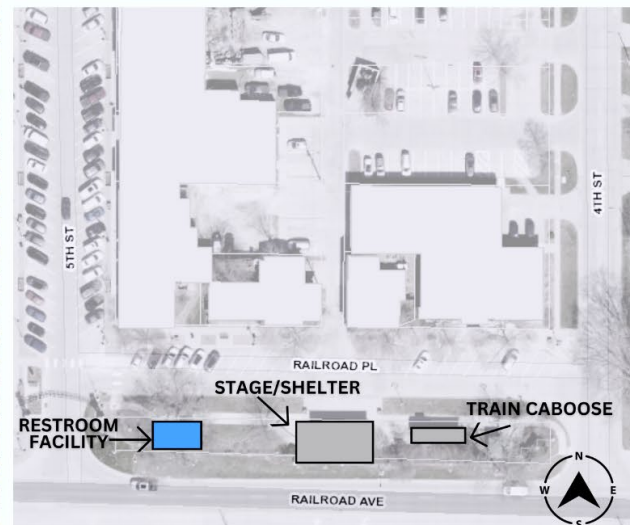 5TH ST
4TH ST
RAILROAD PL
STAGE/SHELTER
TRAIN CABOOSE
RESTROOM
FACILITY
RAILROAD AVE
N
W E
S